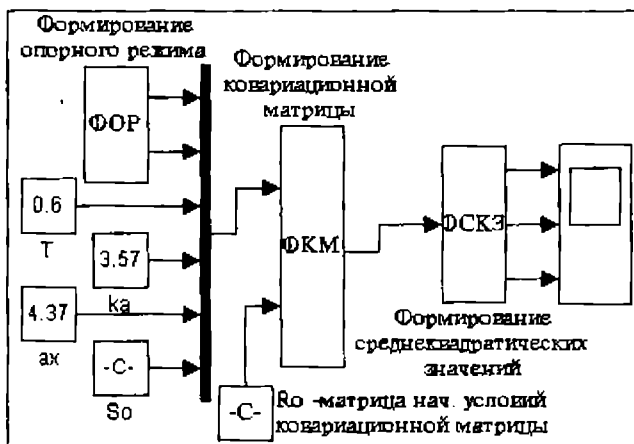 Формирование
опорного режима
ФОР
Формирование
ковариационной
матрицы
0.6
T
3.57
ka
4.37
ax
-C-
So
ФКМ
ФСКЗ
Формирование
среднеквадратических
значений
-C-
Ro -матрица нач. условий
ковариационной матрицы